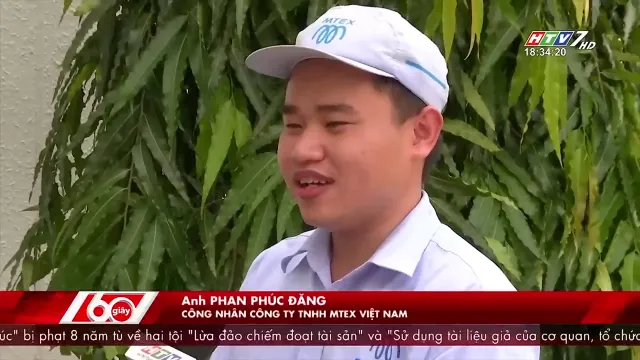 MTEX
HTV7 HD
18:34:20
Anh PHAN PHÚC ĐĂNG
60 giây
CÔNG NHÂN CÔNG TY TNHH MTEX VIỆT NAM
úc" bị phạt 8 năm tù về hai tội "Lừa đảo chiếm đoạt tài sản" và "Sử dụng tài liệu giả của cơ quan, tổ chức